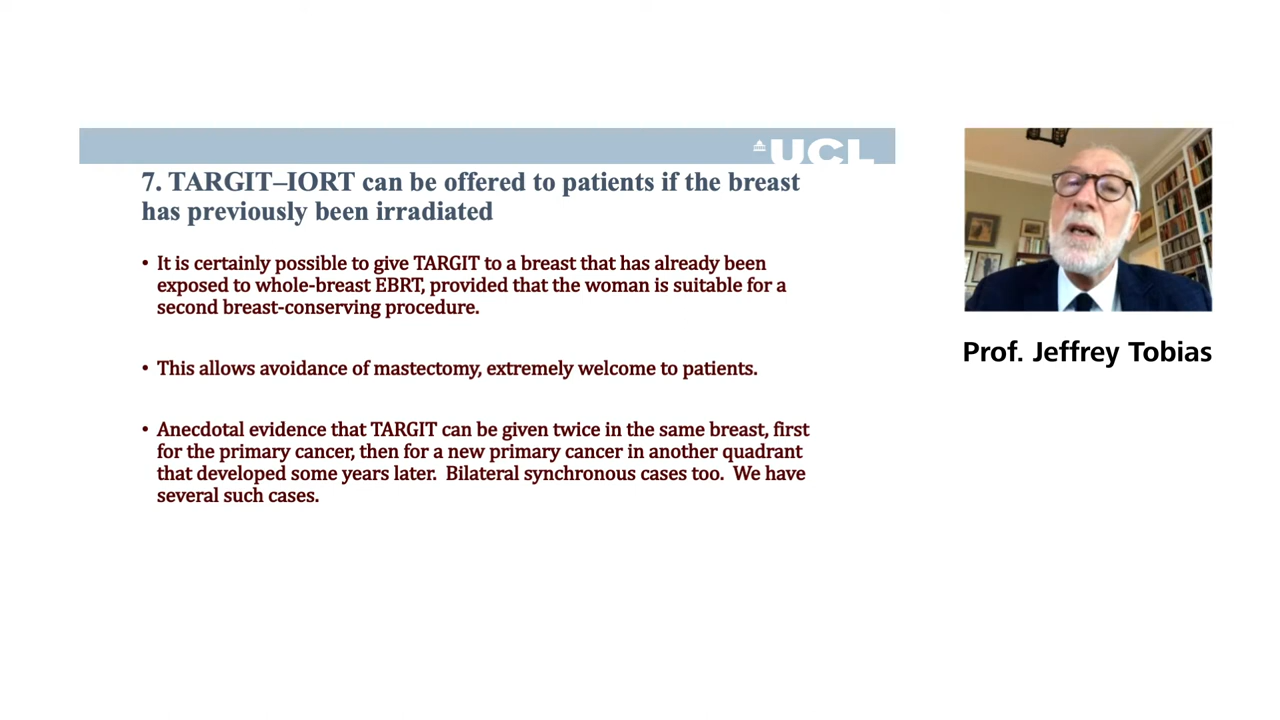 UCL
7. TARGIT–IORT can be offered to patients if the breast
has previously been irradiated
• It is certainly possible to give TARGIT to a breast that has already been
exposed to whole-breast EBRT, provided that the woman is suitable for a
second breast-conserving procedure.
• This allows avoidance of mastectomy, extremely welcome to patients.
• Anecdotal evidence that TARGIT can be given twice in the same breast, first
for the primary cancer, then for a new primary cancer in another quadrant
that developed some years later.  Bilateral synchronous cases too.  We have
several such cases.
Prof. Jeffrey Tobias